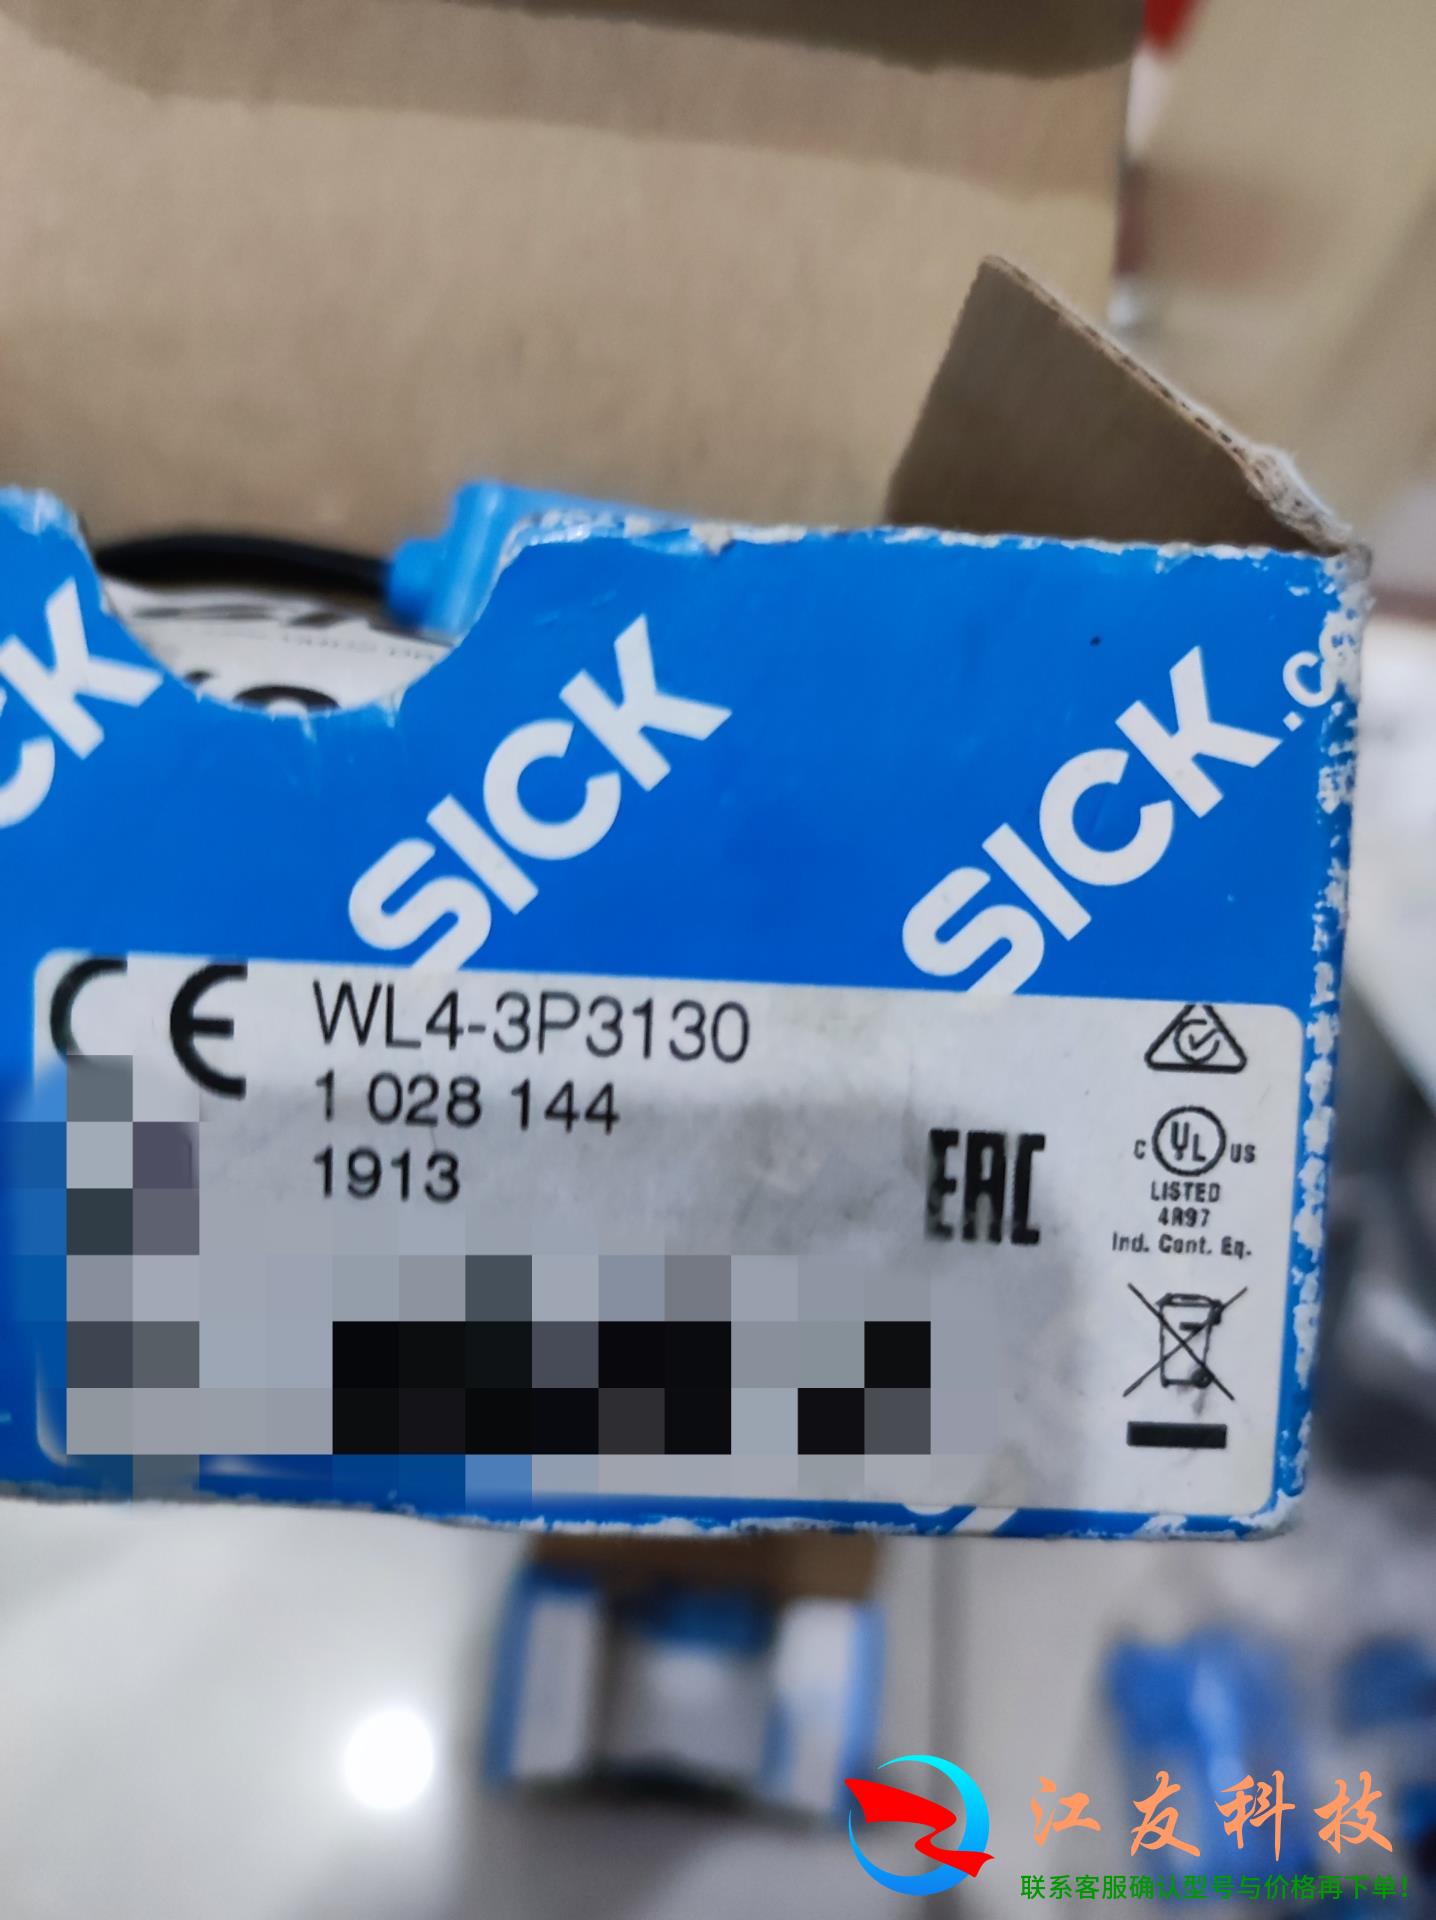 SICK
SICK
SICK
CE
WL4-3P3130
1 028 144
1913
EAC
C UL US
LISTED
4R97
Ind. Cont. Eq.
江友科技
联系客服确认型号与价格再下单!